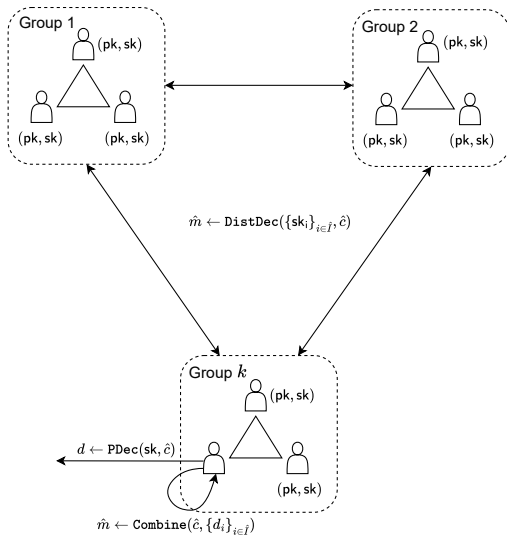 Group 1
(pk, sk)
(pk, sk)
(pk, sk)
Group 2
(pk, sk)
(pk, sk)
(pk, sk)
m̂ ← DistDec({sk_i}_{i∈Î}, ĉ)
Group k
(pk, sk)
d ← PDec(sk, ĉ)
(pk, sk)
m̂ ← Combine(ĉ, {d_i}_{i∈Î})